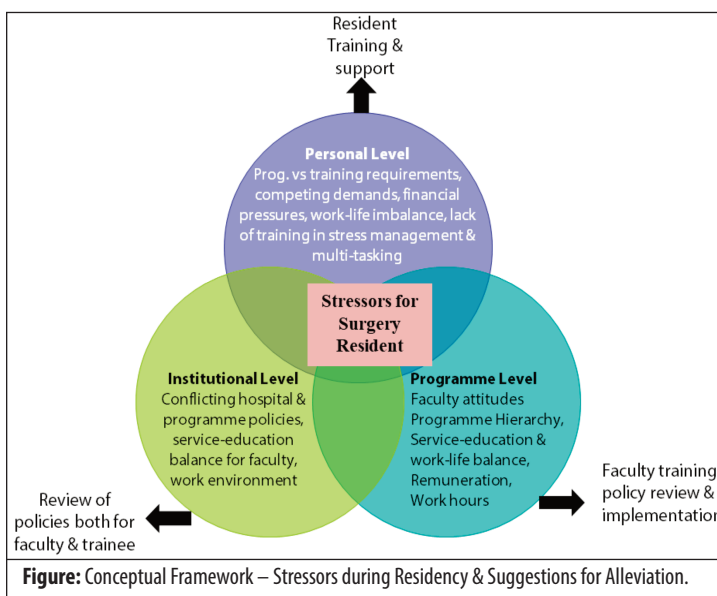 Resident
Training &
support
Personal Level
Prog. vs training requirements,
competing demands, financial
pressures, work-life imbalance, lack
of training in stress management &
multi-tasking
Stressors for
Surgery
Resident
Institutional Level
Conflicting hospital &
programme policies,
service-education
balance for faculty,
work environment
Programme Level
Faculty attitudes
Programme Hierarchy,
Service-education &
work-life balance,
Remuneration,
Work hours
Review of
policies both for
faculty & trainee
Faculty training
policy review &
implementation
Figure: Conceptual Framework – Stressors during Residency & Suggestions for Alleviation.